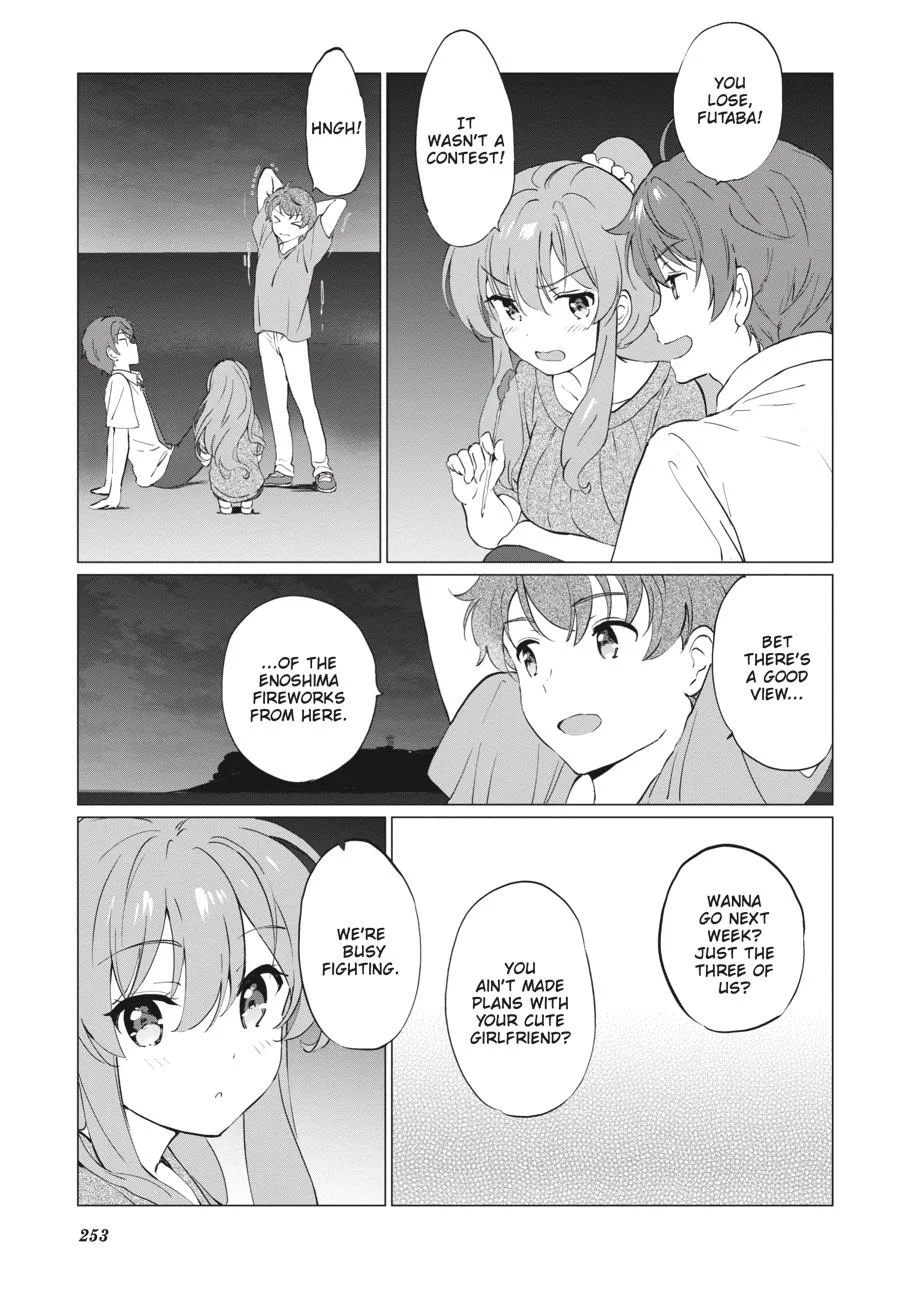 YOU
LOSE,
FUTABA!
IT
WASN'T A
CONTEST!
HNGH!
BET
THERE'S
A GOOD
VIEW...
...OF THE
ENOSHIMA
FIREWORKS
FROM HERE.
WANNA
GO NEXT
WEEK?
JUST THE
THREE OF
US?
YOU
AIN'T MADE
PLANS WITH
YOUR CUTE
GIRLFRIEND?
WE'RE
BUSY
FIGHTING.
253